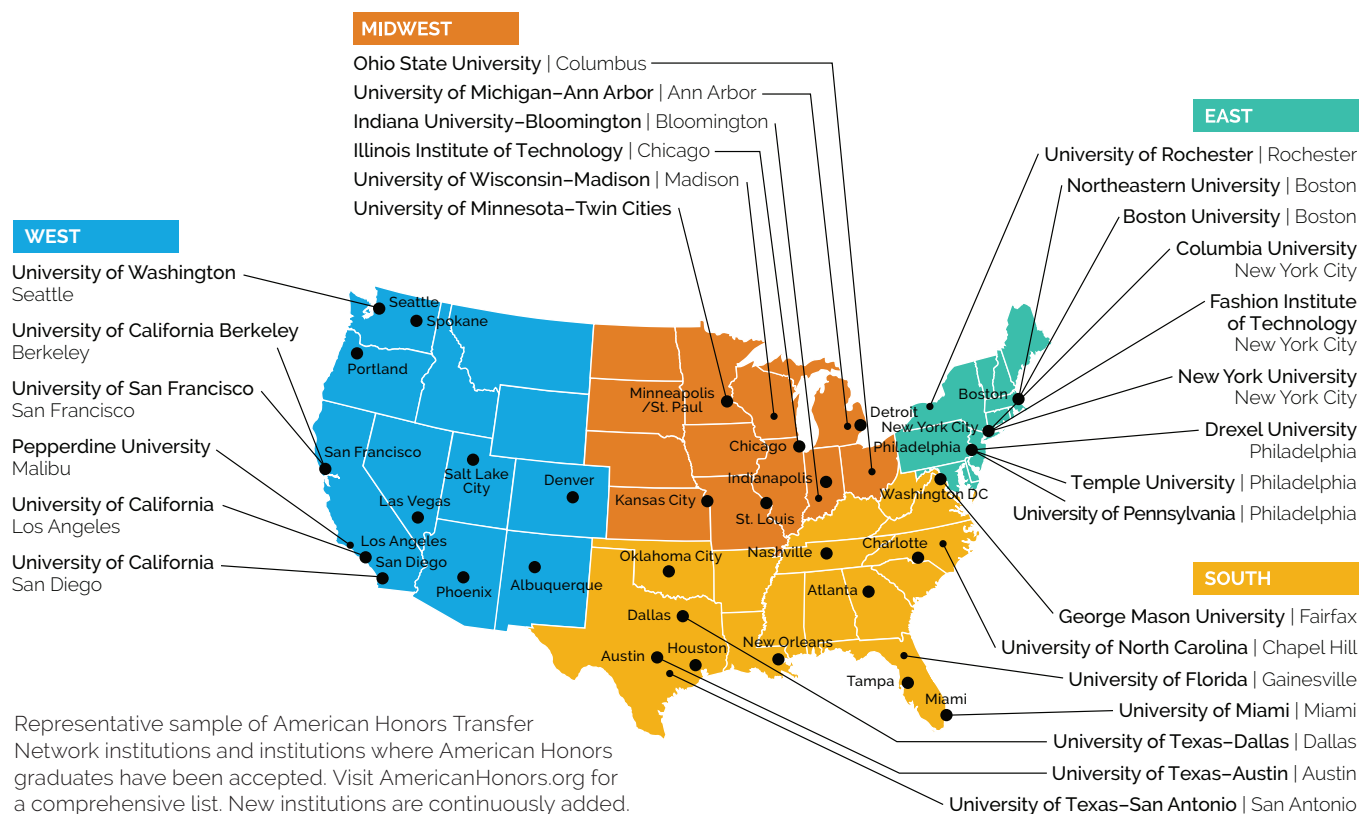 MIDWEST
Ohio State University | Columbus
University of Michigan–Ann Arbor | Ann Arbor
Indiana University–Bloomington | Bloomington
Illinois Institute of Technology | Chicago
University of Wisconsin–Madison | Madison
University of Minnesota–Twin Cities
EAST
University of Rochester | Rochester
Northeastern University | Boston
Boston University | Boston
Columbia University
New York City
Fashion Institute
of Technology
New York City
New York University
New York City
Drexel University
Philadelphia
Temple University | Philadelphia
University of Pennsylvania | Philadelphia
WEST
University of Washington
Seattle
University of California Berkeley
Berkeley
University of San Francisco
San Francisco
Pepperdine University
Malibu
University of California
Los Angeles
University of California
San Diego
Seattle
Spokane
Portland
San Francisco
Salt Lake
City
Las Vegas
Los Angeles
San Diego
Phoenix
Denver
Albuquerque
Minneapolis
/St. Paul
Chicago
Detroit
Indianapolis
Kansas City
St. Louis
Boston
New York City
Philadelphia
Washington DC
Nashville
Charlotte
Oklahoma City
Atlanta
Dallas
Houston
New Orleans
Austin
Tampa
Miami
SOUTH
George Mason University | Fairfax
University of North Carolina | Chapel Hill
University of Florida | Gainesville
University of Miami | Miami
University of Texas–Dallas | Dallas
University of Texas–Austin | Austin
University of Texas–San Antonio | San Antonio
Representative sample of American Honors Transfer
Network institutions and institutions where American Honors
graduates have been accepted. Visit AmericanHonors.org for
a comprehensive list. New institutions are continuously added.